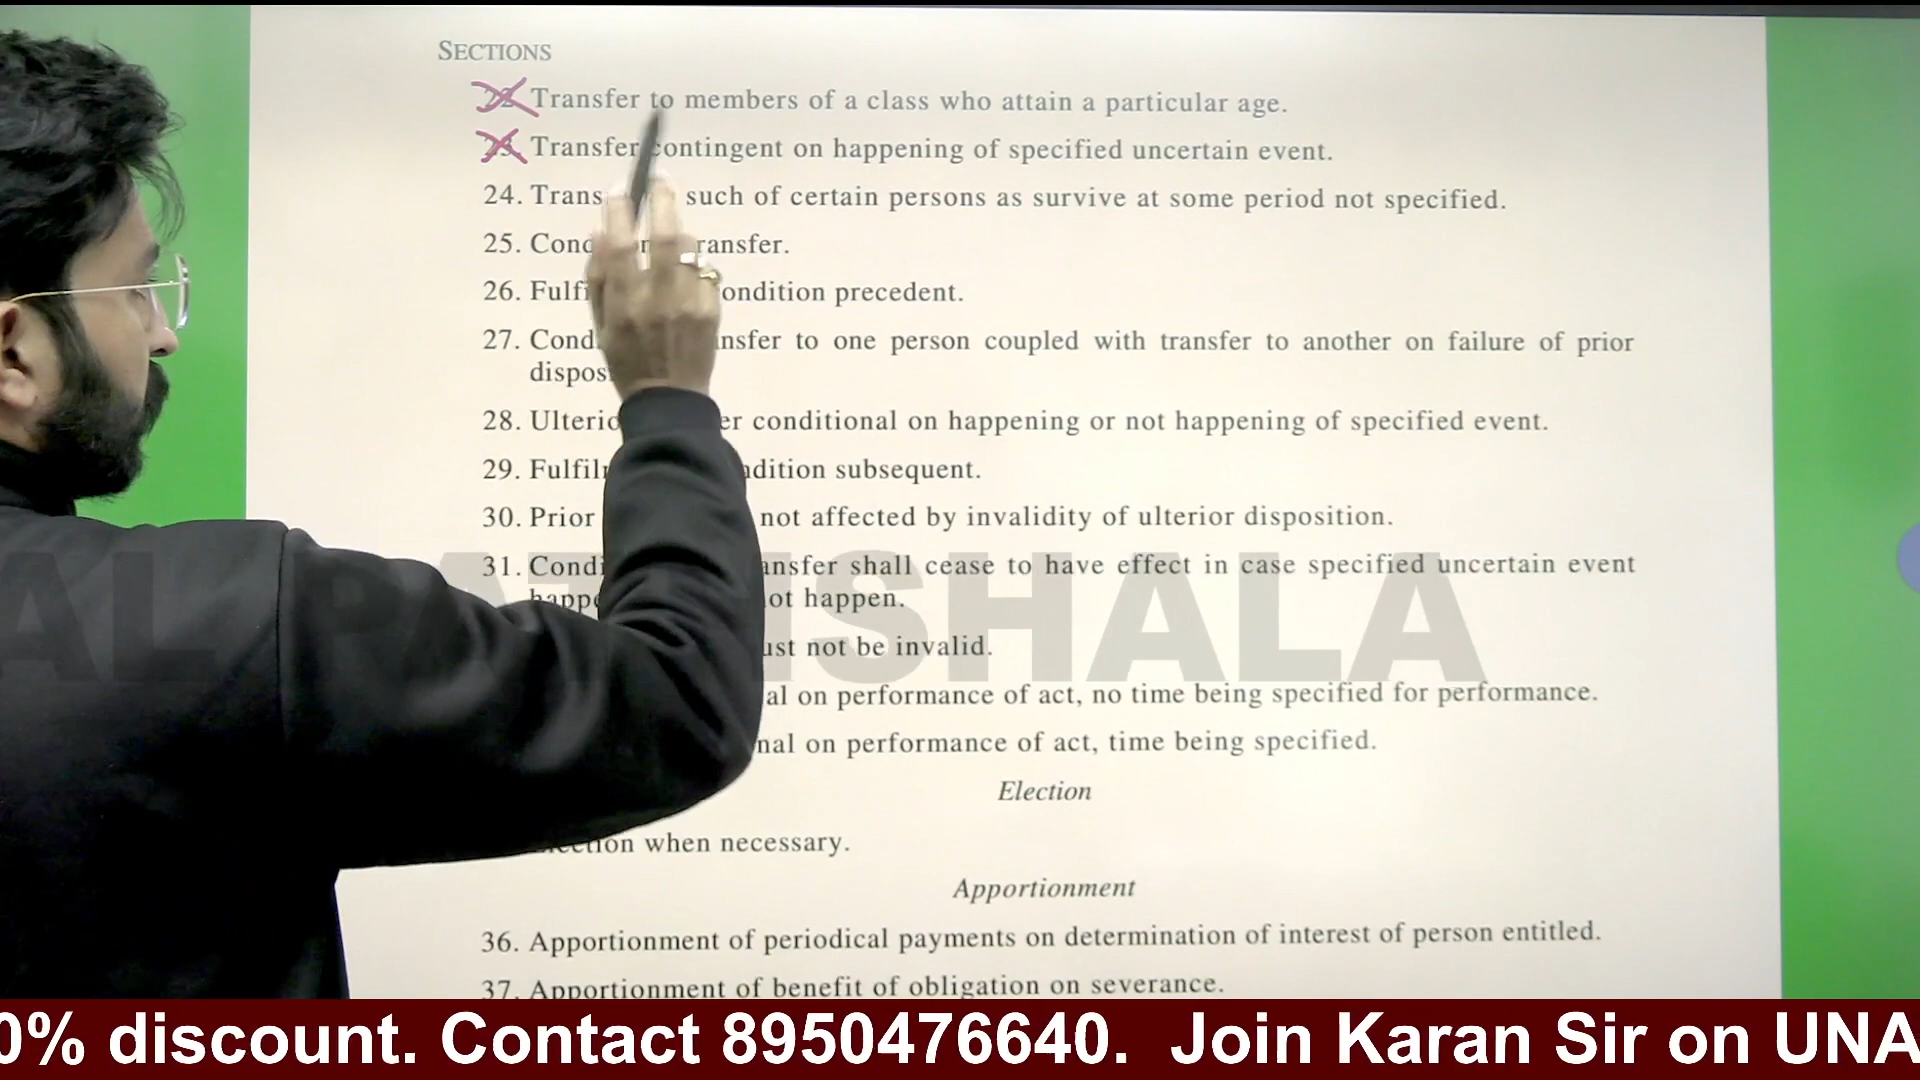 SECTIONS
22. Transfer to members of a class who attain a particular age.
23. Transfer contingent on happening of specified uncertain event.
24. Trans such of certain persons as survive at some period not specified.
25. Cond ransfer.
26. Fulfi ondition precedent.
27. Cond nsfer to one person coupled with transfer to another on failure of prior
dispos
28. Ulterio er conditional on happening or not happening of specified event.
29. Fulfil dition subsequent.
30. Prior not affected by invalidity of ulterior disposition.
31. Condi ansfer shall cease to have effect in case specified uncertain event
happe ot happen.
ust not be invalid.
al on performance of act, no time being specified for performance.
nal on performance of act, time being specified.
Election
ection when necessary.
Apportionment
36. Apportionment of periodical payments on determination of interest of person entitled.
37. Apportionment of benefit of obligation on severance.
AL PATHSHALA
0% discount. Contact 8950476640. Join Karan Sir on UNA